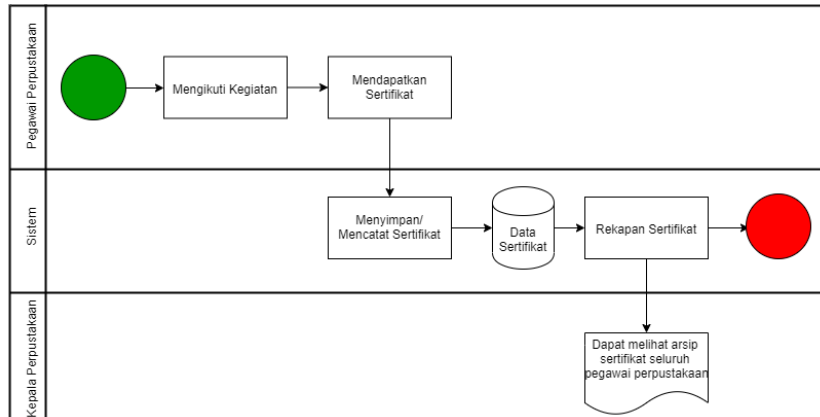 Pegawai Perpustakaan
Mengikuti Kegiatan
Mendapatkan
Sertifikat
Sistem
Menyimpan/
Mencatat Sertifikat
Data
Sertifikat
Rekapan Sertifikat
Kepala Perpustakaan
Dapat melihat arsip
sertifikat seluruh
pegawai perpustakaan